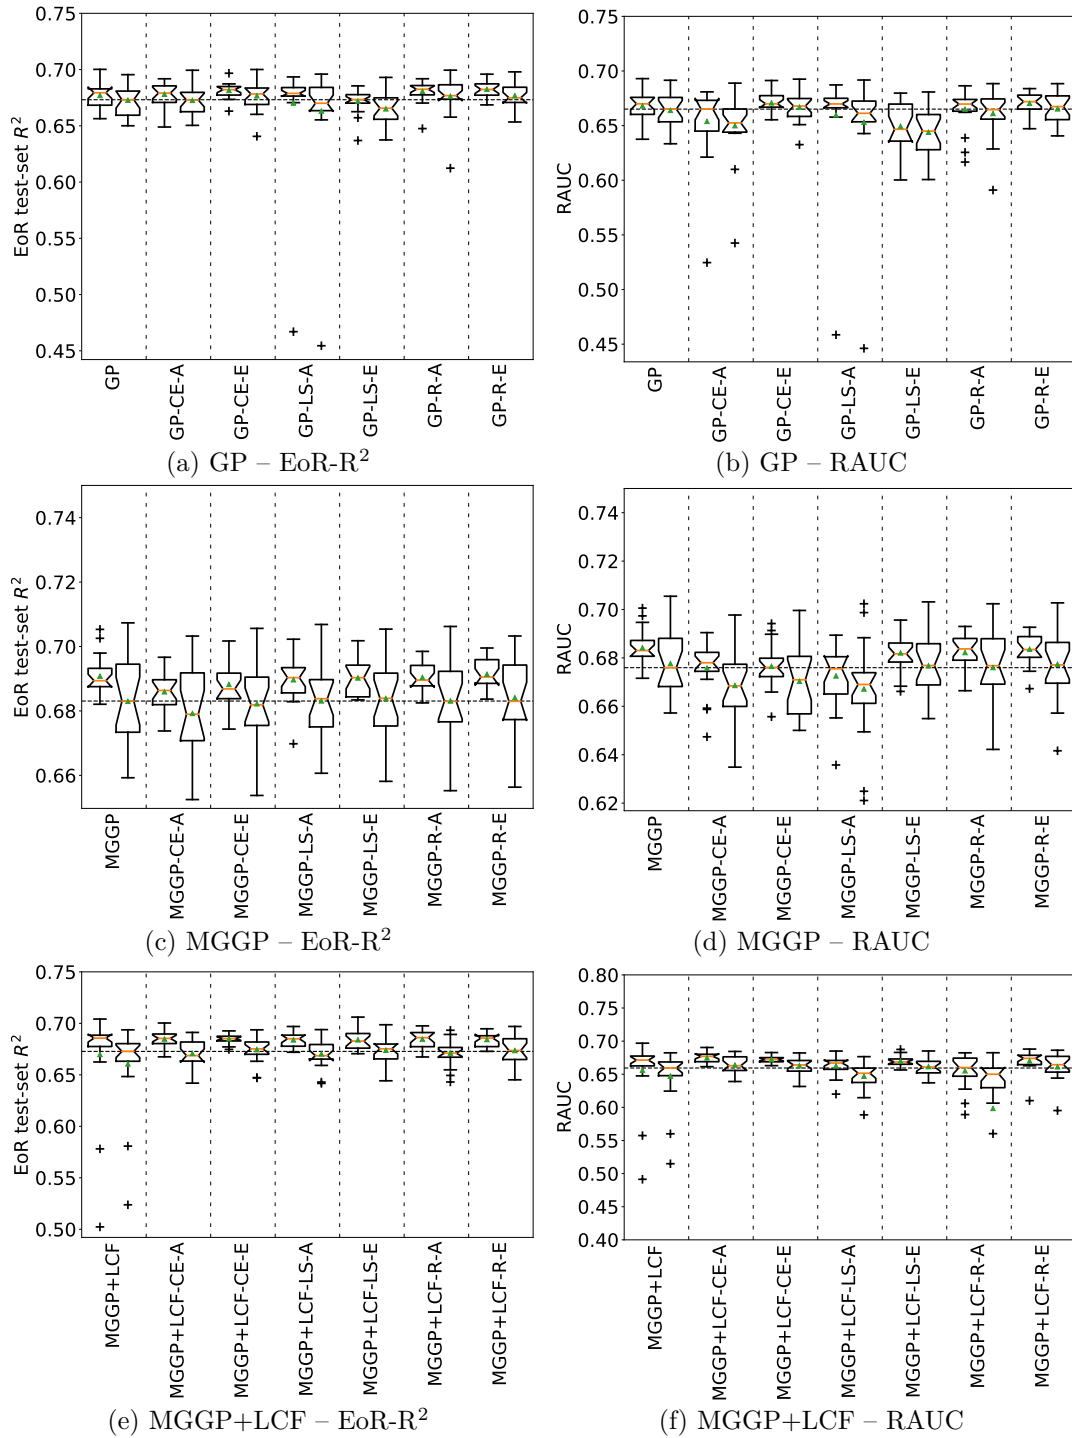 0.75
0.70
0.65
0.60
0.55
0.50
0.45
EoR test-set R²
GP
GP-CE-A
GP-CE-E
GP-LS-A
GP-LS-E
GP-R-A
GP-R-E
(a) GP – EoR-R²
0.75
0.70
0.65
0.60
0.55
0.50
0.45
RAUC
GP
GP-CE-A
GP-CE-E
GP-LS-A
GP-LS-E
GP-R-A
GP-R-E
(b) GP – RAUC
0.74
0.72
0.70
0.68
0.66
EoR test-set R²
MGGP
MGGP-CE-A
MGGP-CE-E
MGGP-LS-A
MGGP-LS-E
MGGP-R-A
MGGP-R-E
(c) MGGP – EoR-R²
0.74
0.72
0.70
0.68
0.66
0.64
0.62
RAUC
MGGP
MGGP-CE-A
MGGP-CE-E
MGGP-LS-A
MGGP-LS-E
MGGP-R-A
MGGP-R-E
(d) MGGP – RAUC
0.75
0.70
0.65
0.60
0.55
0.50
EoR test-set R²
MGGP+LCF
MGGP+LCF-CE-A
MGGP+LCF-CE-E
MGGP+LCF-LS-A
MGGP+LCF-LS-E
MGGP+LCF-R-A
MGGP+LCF-R-E
(e) MGGP+LCF – EoR-R²
0.80
0.75
0.70
0.65
0.60
0.55
0.50
0.45
0.40
RAUC
MGGP+LCF
MGGP+LCF-CE-A
MGGP+LCF-CE-E
MGGP+LCF-LS-A
MGGP+LCF-LS-E
MGGP+LCF-R-A
MGGP+LCF-R-E
(f) MGGP+LCF – RAUC